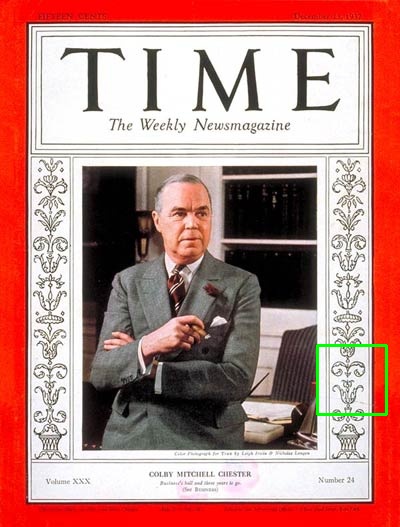 FIFTEEN CENTS
December 13, 1937
TIME
The Weekly Newsmagazine
Color Photograph for Time by Leigh Irwin & Nicholas Langen
Volume XXX
COLBY MITCHELL CHESTER
Business's ball and three years to go.
(See BUSINESS)
Number 24